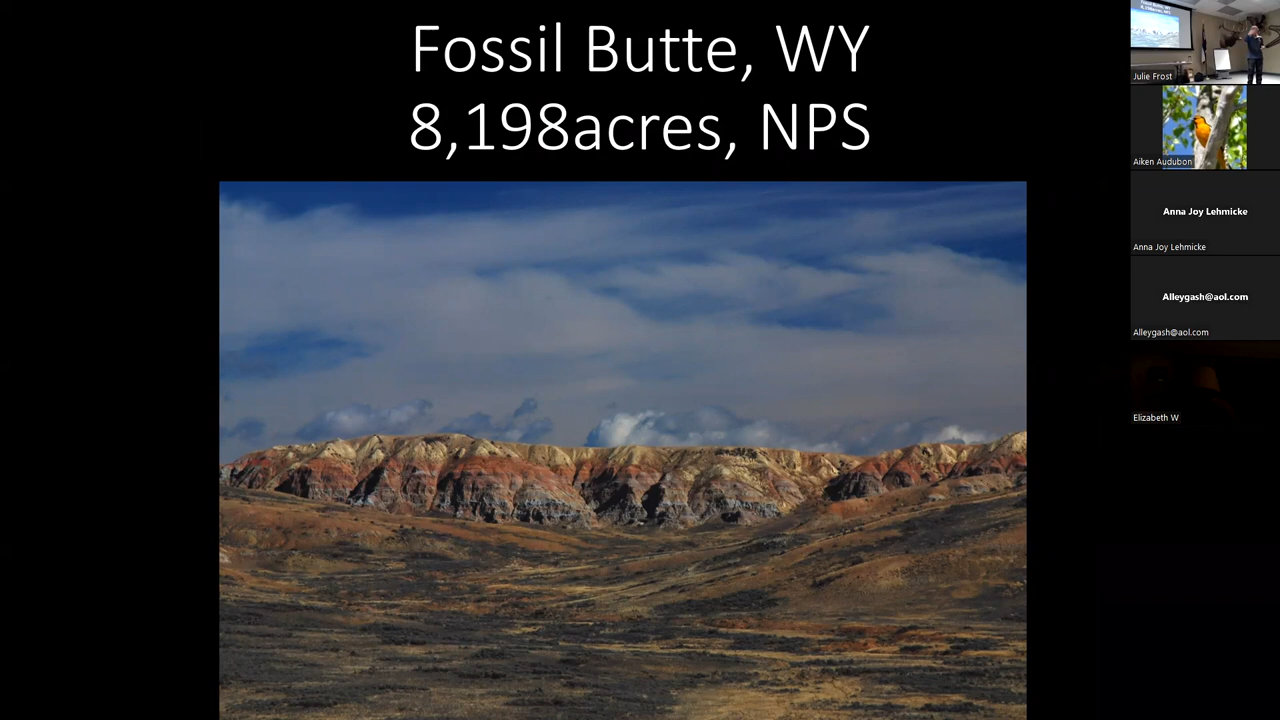 Fossil Butte, WY
8,198acres, NPS
Julie Frost
Aiken Audubon
Anna Joy Lehmicke
Anna Joy Lehmicke
Alleygash@aol.com
Alleygash@aol.com
Elizabeth W